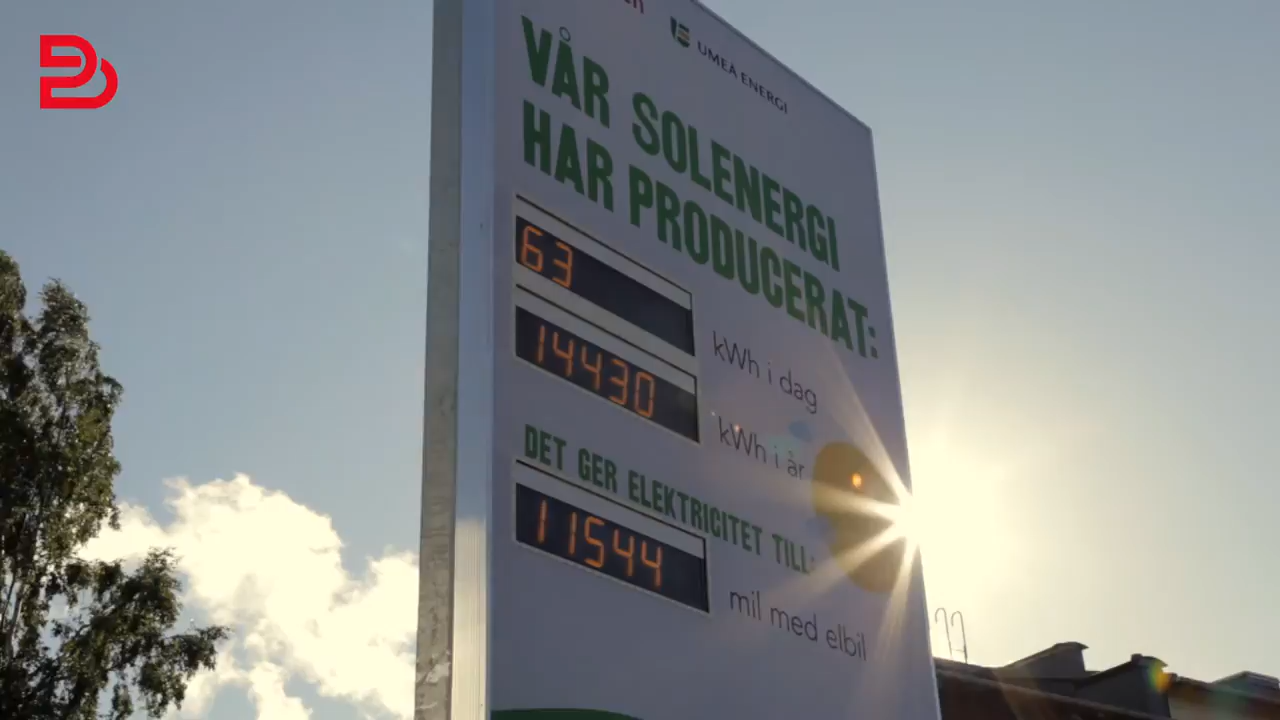 UMEÅ ENERGI
VÅR SOLENERGI
HAR PRODUCERAT:
63
kWh i dag
14430
kWh i år
DET GER ELEKTRICITET TILL:
11544
mil med elbil